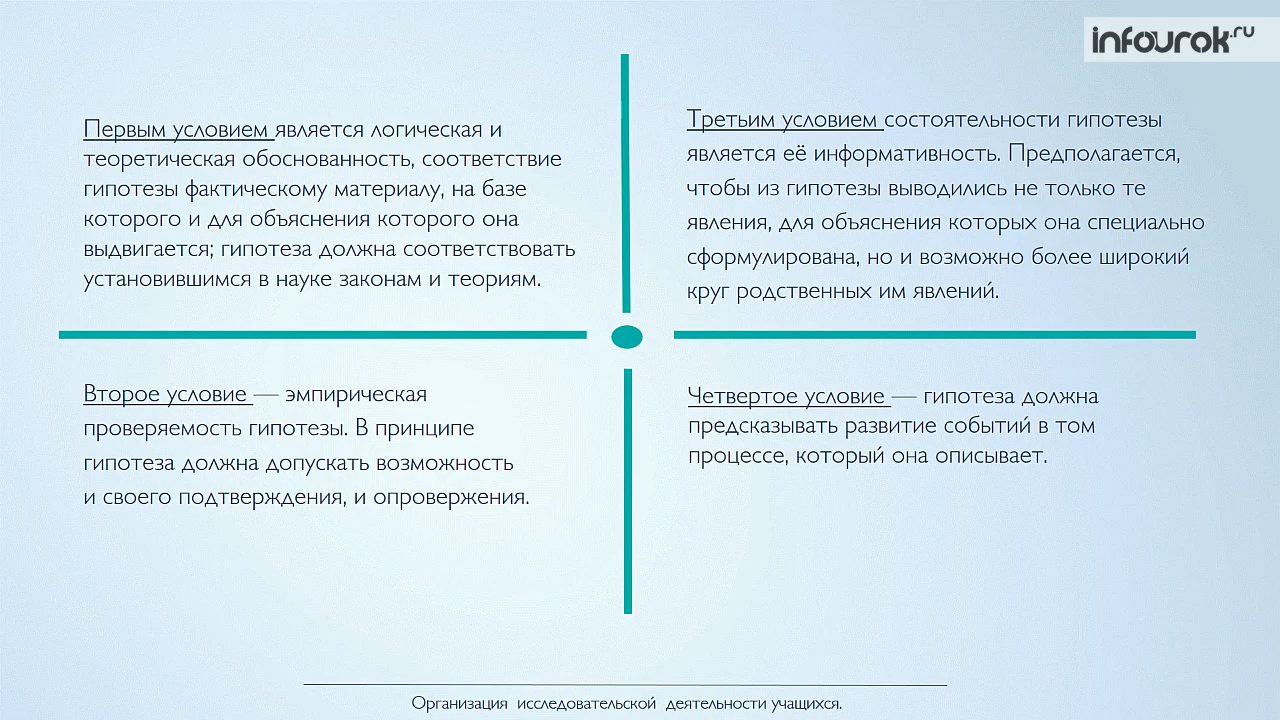 infourok.ru
Первым условием является логическая и
теоретическая обоснованность, соответствие
гипотезы фактическому материалу, на базе
которого и для объяснения которого она
выдвигается; гипотеза должна соответствовать
установившимся в науке законам и теориям.
Второе условие — эмпирическая
проверяемость гипотезы. В принципе
гипотеза должна допускать возможность
и своего подтверждения, и опровержения.
Третьим условием состоятельности гипотезы
является её информативность. Предполагается,
чтобы из гипотезы выводились не только те
явления, для объяснения которых она специально
сформулирована, но и возможно более широкий
круг родственных им явлений.
Четвертое условие — гипотеза должна
предсказывать развитие событий в том
процессе, который она описывает.
Организация исследовательской деятельности учащихся.